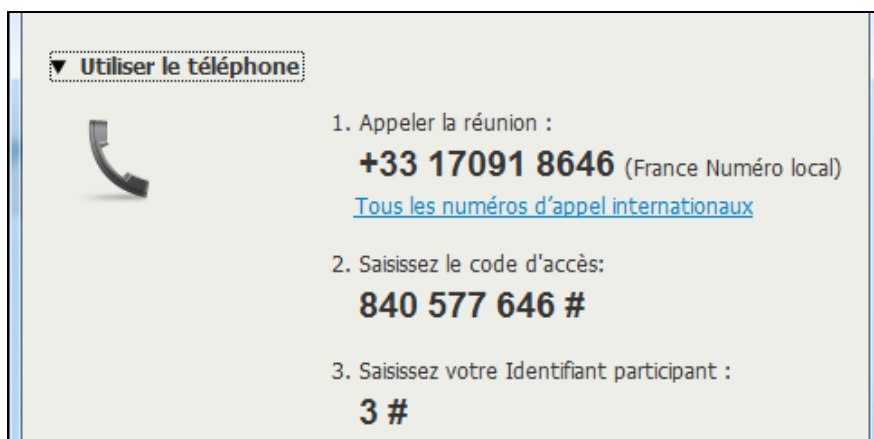 ▼ Utiliser le téléphone
1. Appeler la réunion :
+33 17091 8646 (France Numéro local)
Tous les numéros d'appel internationaux
2. Saisissez le code d'accès:
840 577 646 #
3. Saisissez votre Identifiant participant :
3 #